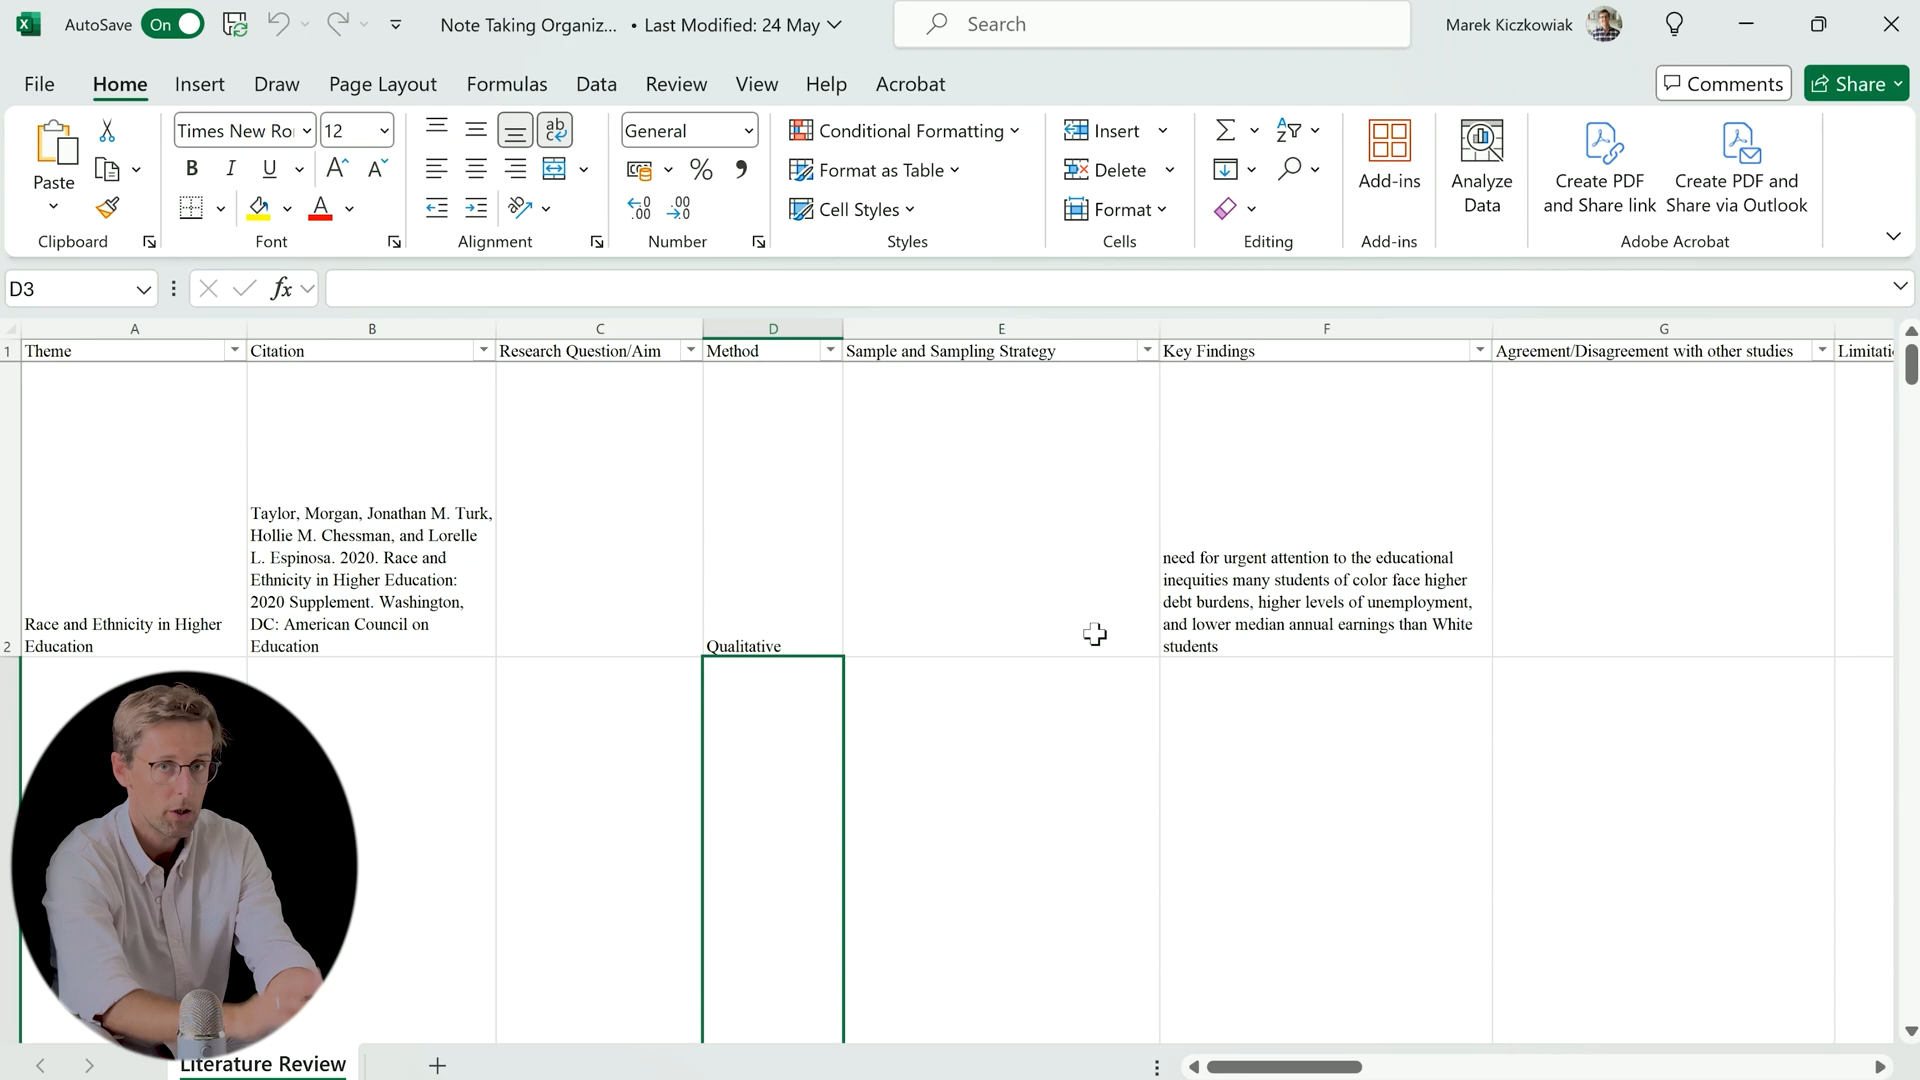 AutoSave On Note Taking Organiz... • Last Modified: 24 May Search Marek Kiczkowiak
File Home Insert Draw Page Layout Formulas Data Review View Help Acrobat Comments Share
Paste
Clipboard
Times New Ro 12
B I U A A
A
Font
ab
Alignment
General
% 9
.00 .00
Number
Conditional Formatting
Format as Table
Cell Styles
Styles
Insert
Delete
Format
Cells
Editing
Add-ins
Add-ins
Analyze
Data
Create PDF
and Share link
Create PDF and
Share via Outlook
Adobe Acrobat
D3 fx
A B C D E F G
1 Theme Citation Research Question/Aim Method Sample and Sampling Strategy Key Findings Agreement/Disagreement with other studies Limitati
2
Race and Ethnicity in Higher
Education
Taylor, Morgan, Jonathan M. Turk,
Hollie M. Chessman, and Lorelle
L. Espinosa. 2020. Race and
Ethnicity in Higher Education:
2020 Supplement. Washington,
DC: American Council on
Education
Qualitative
need for urgent attention to the educational
inequities many students of color face higher
debt burdens, higher levels of unemployment,
and lower median annual earnings than White
students
Literature Review